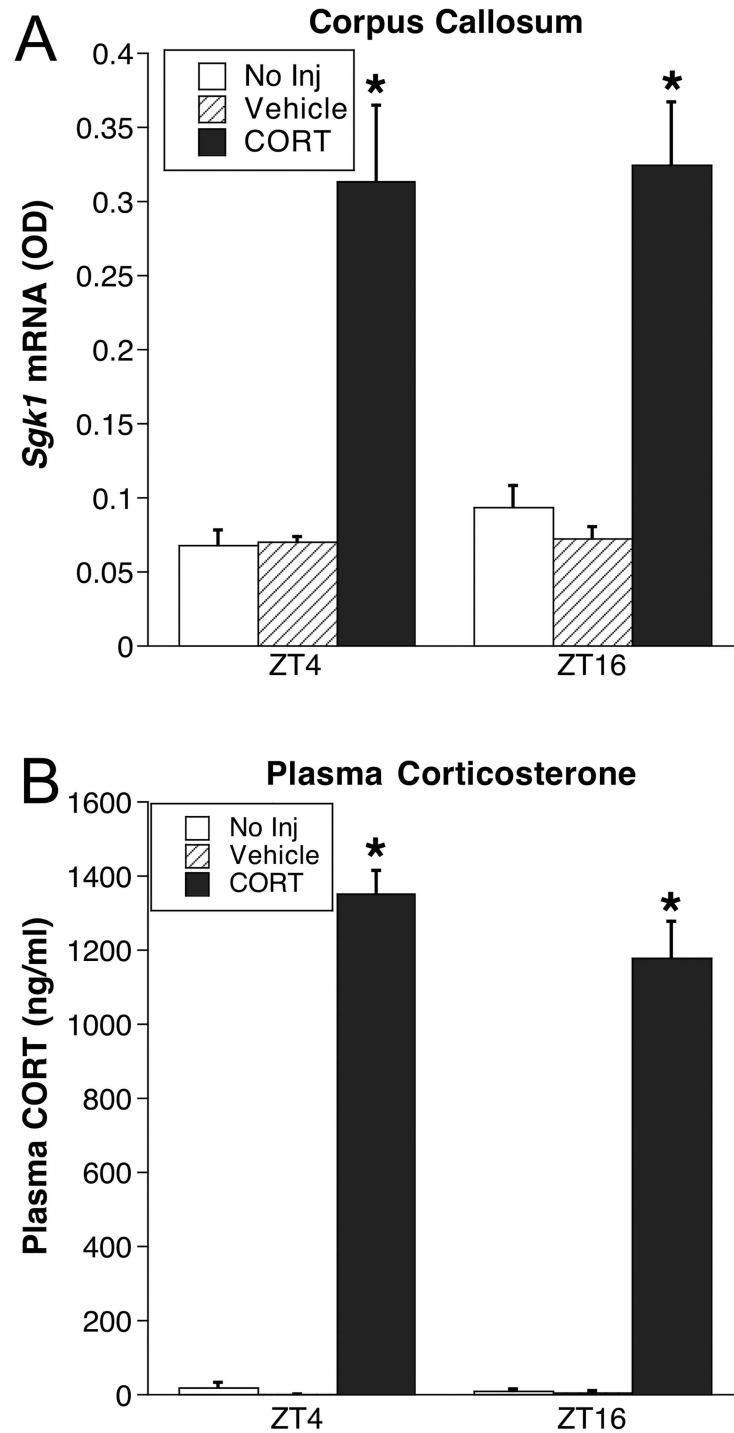 A
Corpus Callosum
No Inj
Vehicle
CORT
*
*
Sgk1 mRNA (OD)
0.4
0.35
0.3
0.25
0.2
0.15
0.1
0.05
0
ZT4 ZT16
B
Plasma Corticosterone
No Inj
Vehicle
CORT
*
*
Plasma CORT (ng/ml)
1600
1400
1200
1000
800
600
400
200
0
ZT4 ZT16